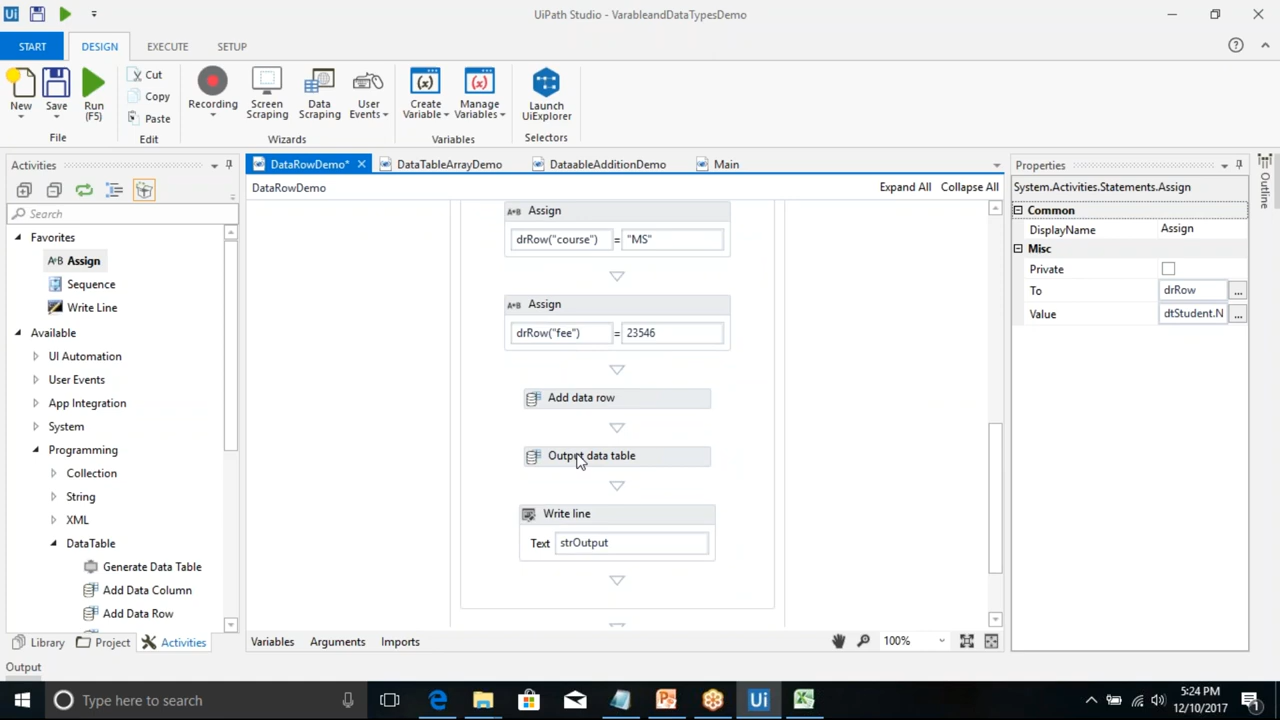 Ui
UiPath Studio - VarableandDataTypesDemo
START DESIGN EXECUTE SETUP
New Save Run (F5) Cut Copy Paste Recording Screen Scraping Data Scraping User Events Create Variable Manage Variables Launch UiExplorer
File Edit Wizards Variables Selectors
Activities
DataRowDemo* DataTableArrayDemo DataableAdditionDemo Main
Properties
Outline
DataRowDemo Expand All Collapse All
System.Activities.Statements.Assign
Search
Favorites
Assign
Sequence
Write Line
Available
UI Automation
User Events
App Integration
System
Programming
Collection
String
XML
DataTable
Generate Data Table
Add Data Column
Add Data Row
Library Project Activities
A+B Assign
drRow("course") = "MS"
A+B Assign
drRow("fee") = 23546
Add data row
Output data table
Write line
Text strOutput
Common
DisplayName Assign
Misc
Private
To drRow ...
Value dtStudent.N ...
Variables Arguments Imports 100%
Output
Type here to search
Ui
5:24 PM
12/10/2017
1